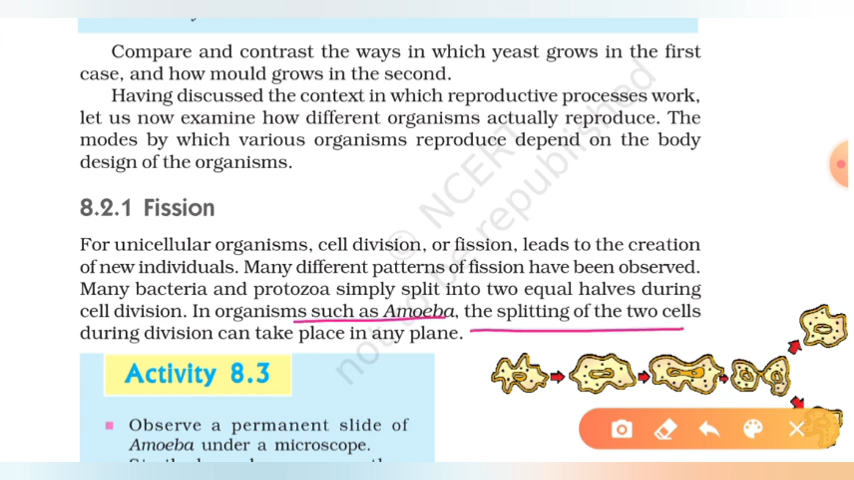 Compare and contrast the ways in which yeast grows in the first
case, and how mould grows in the second.
Having discussed the context in which reproductive processes work,
let us now examine how different organisms actually reproduce. The
modes by which various organisms reproduce depend on the body
design of the organisms.
8.2.1 Fission
For unicellular organisms, cell division, or fission, leads to the creation
of new individuals. Many different patterns of fission have been observed.
Many bacteria and protozoa simply split into two equal halves during
cell division. In organisms such as Amoeba, the splitting of the two cells
during division can take place in any plane.
Activity 8.3
Observe a permanent slide of
Amoeba under a microscope.
© NCERT
not to be republished